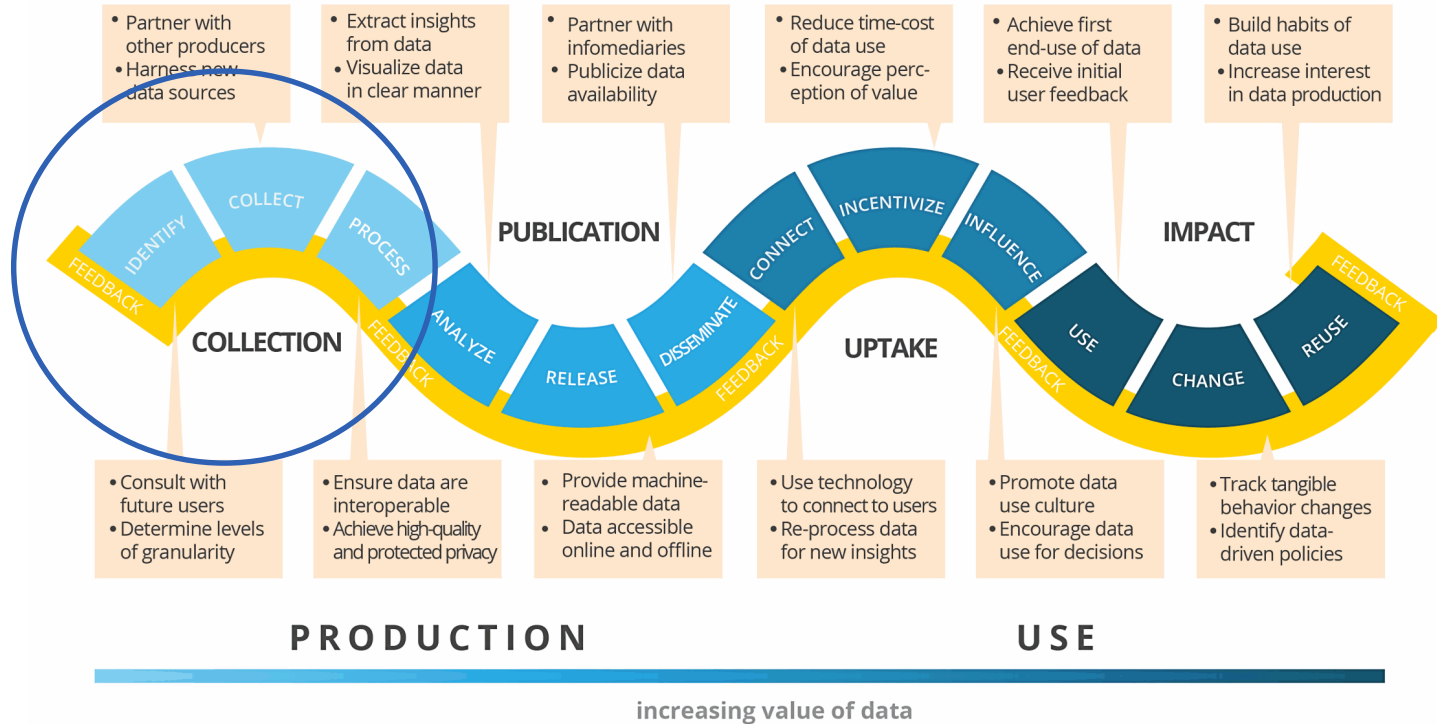 • Partner with
other producers
• Harness new
data sources
• Extract insights
from data
• Visualize data
in clear manner
• Partner with
infomediaries
• Publicize data
availability
• Reduce time-cost
of data use
• Encourage perc-
eption of value
• Achieve first
end-use of data
• Receive initial
user feedback
• Build habits of
data use
• Increase interest
in data production
IDENTIFY
COLLECT
PROCESS
ANALYZE
RELEASE
DISSEMINATE
CONNECT
INCENTIVIZE
INFLUENCE
USE
CHANGE
REUSE
FEEDBACK
FEEDBACK
FEEDBACK
FEEDBACK
FEEDBACK
COLLECTION
PUBLICATION
UPTAKE
IMPACT
• Consult with
future users
• Determine levels
of granularity
• Ensure data are
interoperable
• Achieve high-quality
and protected privacy
• Provide machine-
readable data
• Data accessible
online and offline
• Use technology
to connect to users
• Re-process data
for new insights
• Promote data
use culture
• Encourage data
use for decisions
• Track tangible
behavior changes
• Identify data-
driven policies
PRODUCTION
USE
increasing value of data